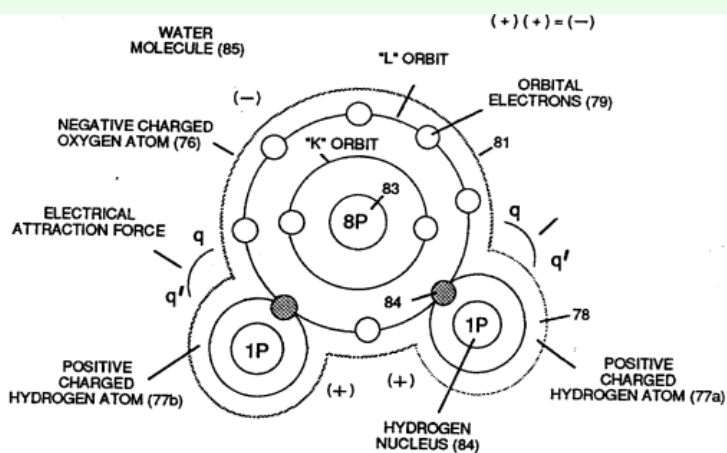 (+) (+) = (-)
WATER
MOLECULE (85)
"L" ORBIT
(-)
ORBITAL
ELECTRONS (79)
NEGATIVE CHARGED
OXYGEN ATOM (76)
"K" ORBIT
81
83
8P
ELECTRICAL
ATTRACTION FORCE
q
q'
q
q'
84
78
1P
1P
POSITIVE
CHARGED
HYDROGEN ATOM (77b)
(+)
(+)
POSITIVE
CHARGED
HYDROGEN ATOM (77a)
HYDROGEN
NUCLEUS (84)